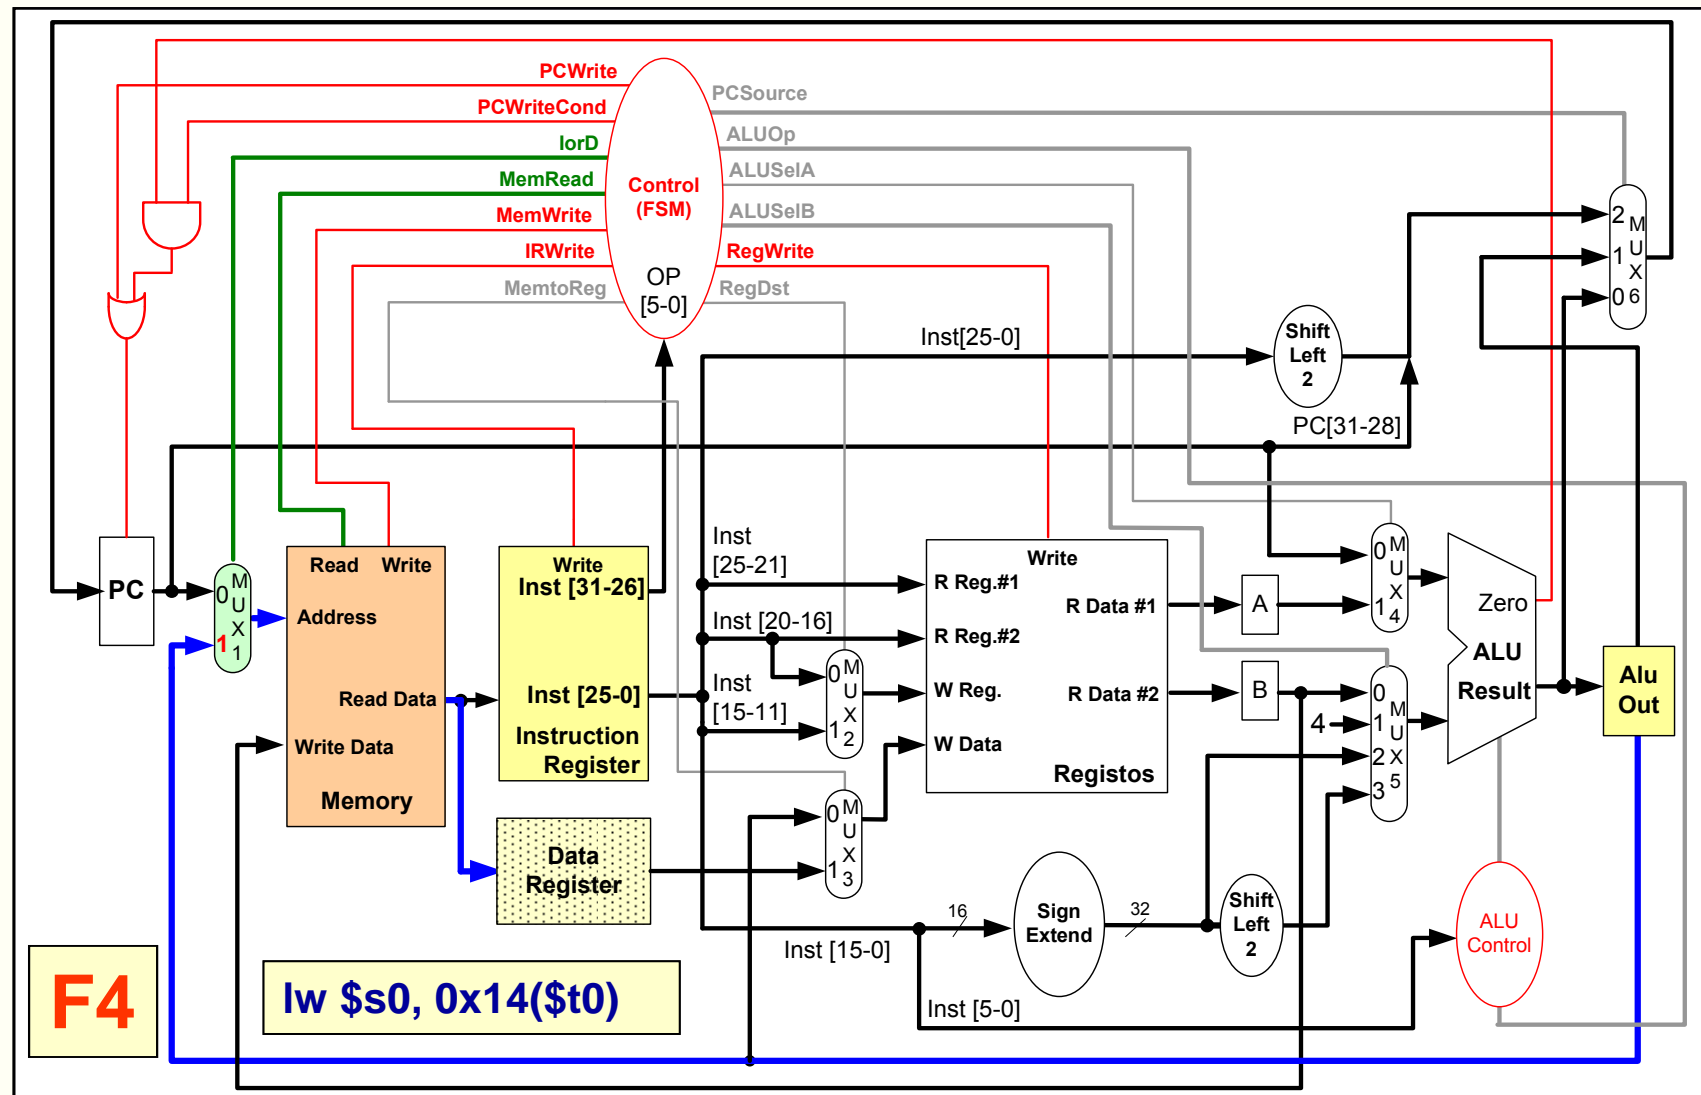 PCWrite
PCWriteCond
IorD
MemRead
MemWrite
IRWrite
MemtoReg
Control
(FSM)
OP
[5-0]
PCSource
ALUOp
ALUSelA
ALUSelB
RegWrite
RegDst
Inst[25-0]
Shift
Left
2
PC[31-28]
2
1
0
M
U
X
6
PC
0
1
M
U
X
1
Read Write
Address
Read Data
Write Data
Memory
Write
Inst [31-26]
Inst [25-0]
Instruction
Register
Data
Register
Inst
[25-21]
Inst [20-16]
Inst
[15-11]
0
1
M
U
X
2
0
1
M
U
X
3
Write
R Reg.#1
R Reg.#2
W Reg.
W Data
R Data #1
R Data #2
Registos
A
B
4
0
1
M
U
X
4
0
1
2
3
M
U
X
5
Zero
ALU
Result
Alu
Out
Inst [15-0]
16
Sign
Extend
32
Shift
Left
2
ALU
Control
Inst [5-0]
F4
lw $s0, 0x14($t0)